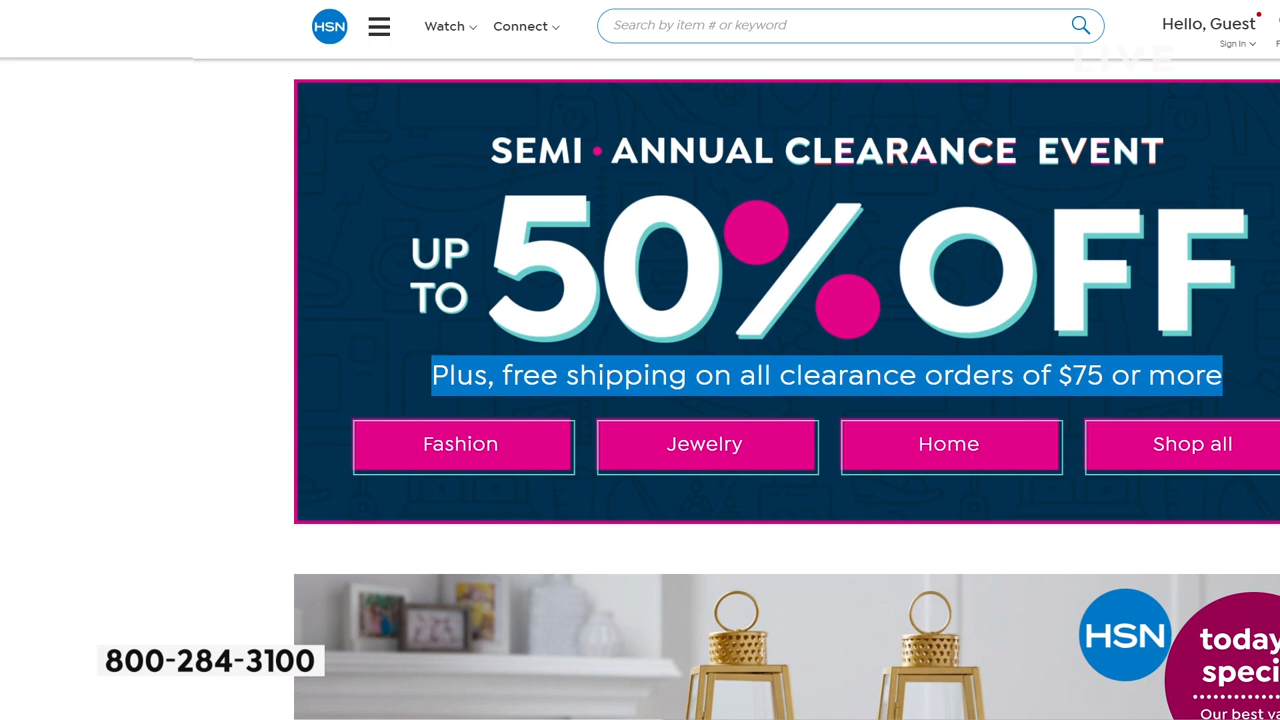 HSN Watch Connect Search by item # or keyword Hello, Guest
Sign In
LIVE
SEMI • ANNUAL CLEARANCE EVENT
UP TO 50% OFF
Plus, free shipping on all clearance orders of $75 or more
Fashion Jewelry Home Shop all
HSN
today
speci
Our best va
800-284-3100